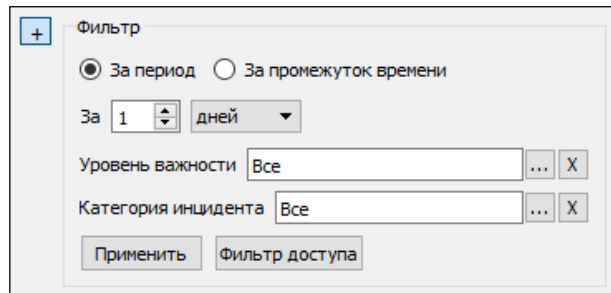 +
Фильтр
За период За промежуток времени
За 1 дней
Уровень важности Все ... X
Категория инцидента Все ... X
Применить Фильтр доступа